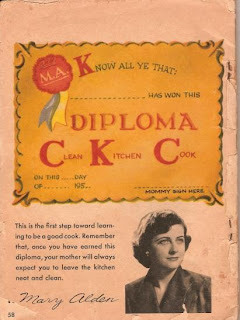 M.A.
KNOW ALL YE THAT:
HAS WON THIS
DIPLOMA
CLEAN KITCHEN COOK
ON THIS.....DAY
OF.......195..
MOMMY SIGN HERE
This is the first step toward learn-
ing to be a good cook. Remember
that, once you have earned this
diploma, your mother will always
expect you to leave the kitchen
neat and clean.
..Mary Alden
58